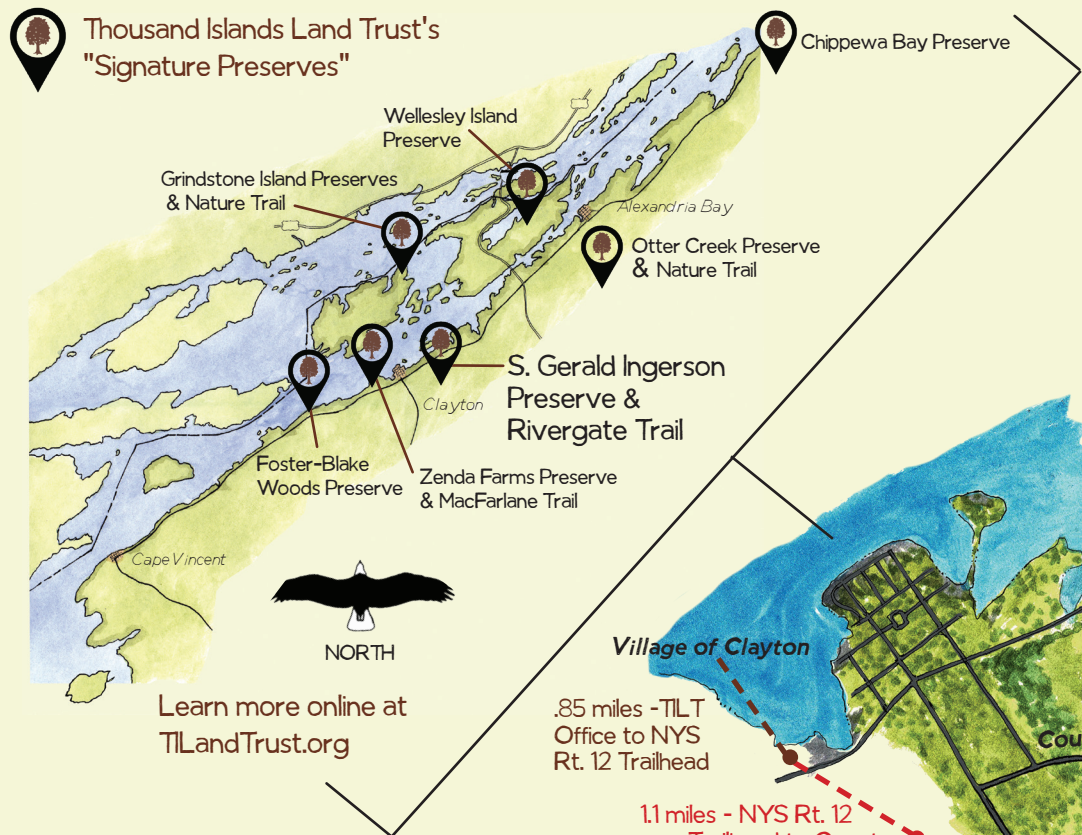 Thousand Islands Land Trust's
"Signature Preserves"
Chippewa Bay Preserve
Wellesley Island
Preserve
Grindstone Island Preserves
& Nature Trail
Alexandria Bay
Otter Creek Preserve
& Nature Trail
S. Gerald Ingerson
Preserve &
Rivergate Trail
Clayton
Foster-Blake
Woods Preserve
Zenda Farms Preserve
& MacFarlane Trail
Cape Vincent
NORTH
Learn more online at
TILandTrust.org
Village of Clayton
.85 miles -TILT
Office to NYS
Rt. 12 Trailhead
Cou
1.1 miles - NYS Rt. 12